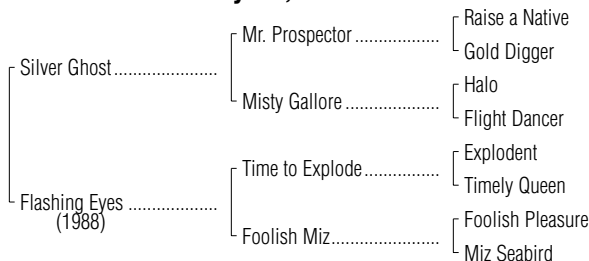 Raise a Native
Mr. Prospector ....................
Gold Digger
Silver Ghost.......................
Halo
Misty Gallore ......................
Flight Dancer
Explodent
Time to Explode..................
Timely Queen
Flashing Eyes ....................
(1988)
Foolish Pleasure
Foolish Miz.........................
Miz Seabird